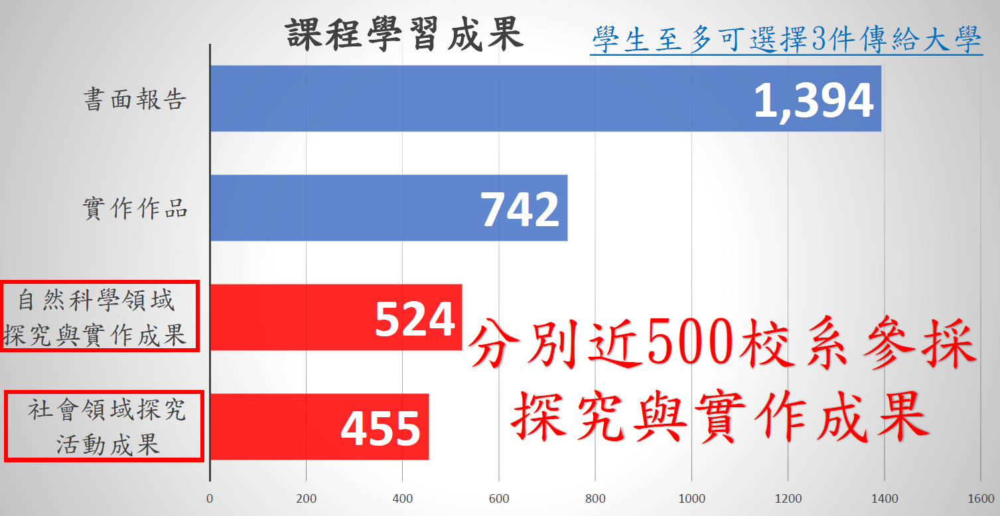 課程學習成果
學生至多可選擇3件傳給大學
書面報告
1,394
實作作品
742
自然科學領域
探究與實作成果
524
分別近500校系參採
探究與實作成果
社會領域探究
活動成果
455
0 200 400 600 800 1000 1200 1400 1600